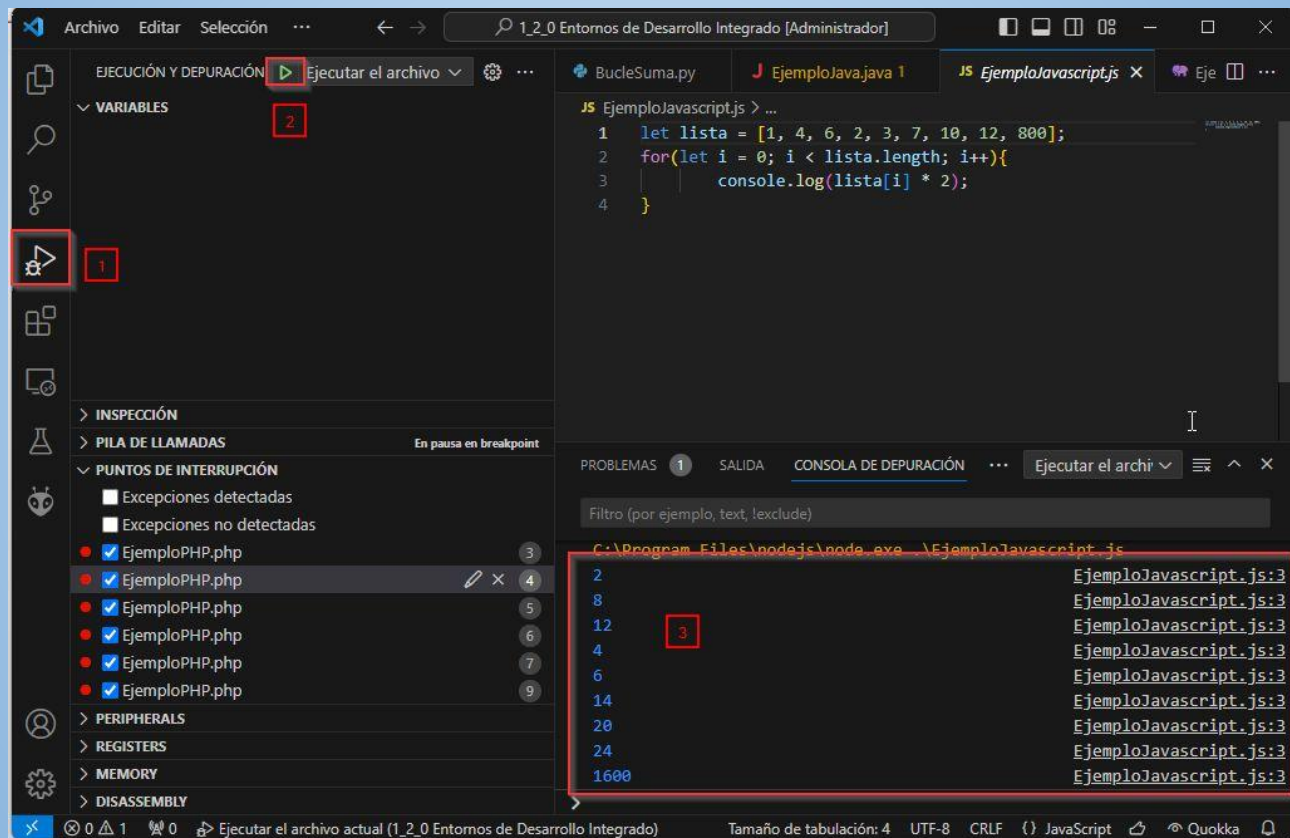 Archivo Editar Selección ··· 1_2_0 Entornos de Desarrollo Integrado [Administrador]
EJECUCIÓN Y DEPURACIÓN Ejecutar el archivo ···
VARIABLES
2
1
INSPECCIÓN
PILA DE LLAMADAS En pausa en breakpoint
PUNTOS DE INTERRUPCIÓN
Excepciones detectadas
Excepciones no detectadas
EjemploPHP.php 3
EjemploPHP.php 4
EjemploPHP.php 5
EjemploPHP.php 6
EjemploPHP.php 7
EjemploPHP.php 9
PERIPHERALS
REGISTERS
MEMORY
DISASSEMBLY
BucleSuma.py J EjemploJava.java 1 JS EjemploJavascript.js Eje ···
JS EjemploJavascript.js > ...
1 let lista = [1, 4, 6, 2, 3, 7, 10, 12, 800];
2 for(let i = 0; i < lista.length; i++){
3 console.log(lista[i] * 2);
4 }
PROBLEMAS 1 SALIDA CONSOLA DE DEPURACIÓN ··· Ejecutar el archi
Filtro (por ejemplo, text, !exclude)
C:\Program Files\nodejs\node.exe .\EjemploJavascript.js
2 EjemploJavascript.js:3
8 EjemploJavascript.js:3
12 EjemploJavascript.js:3
3
4 EjemploJavascript.js:3
6 EjemploJavascript.js:3
14 EjemploJavascript.js:3
20 EjemploJavascript.js:3
24 EjemploJavascript.js:3
1600 EjemploJavascript.js:3
>
0 1 0 Ejecutar el archivo actual (1_2_0 Entornos de Desarrollo Integrado) Tamaño de tabulación: 4 UTF-8 CRLF {} JavaScript Quokka